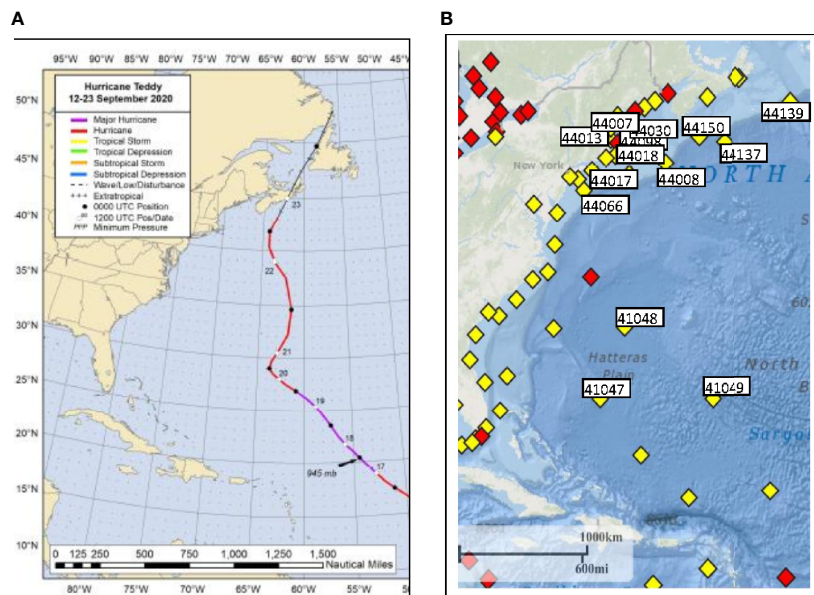 A
B
95°W 90°W 85°W 80°W 75°W 70°W 65°W 60°W 55°W 50°W 45°W
Hurricane Teddy
12-23 September 2020
Major Hurricane
Hurricane
Tropical Storm
Tropical Depression
Subtropical Storm
Subtropical Depression
Wave/Low/Disturbance
Extratropical
0000 UTC Position
1200 UTC Pos/Date
PPP Minimum Pressure
50°N
45°N
40°N
35°N
30°N
25°N
20°N
15°N
10°N
23
22
21
20
19
18
17
945 mb
0 125 250 500 750 1,000 1,250 1,500
Nautical Miles
80°W 75°W 70°W 65°W 60°W 55°W
44139
44007
44030
44150
44013
44018
44137
New York
44017
44008
NORTH A
44066
S
60
41048
Hatteras
Plain
North
B
41047
41049
Sargo
1000km
600mi